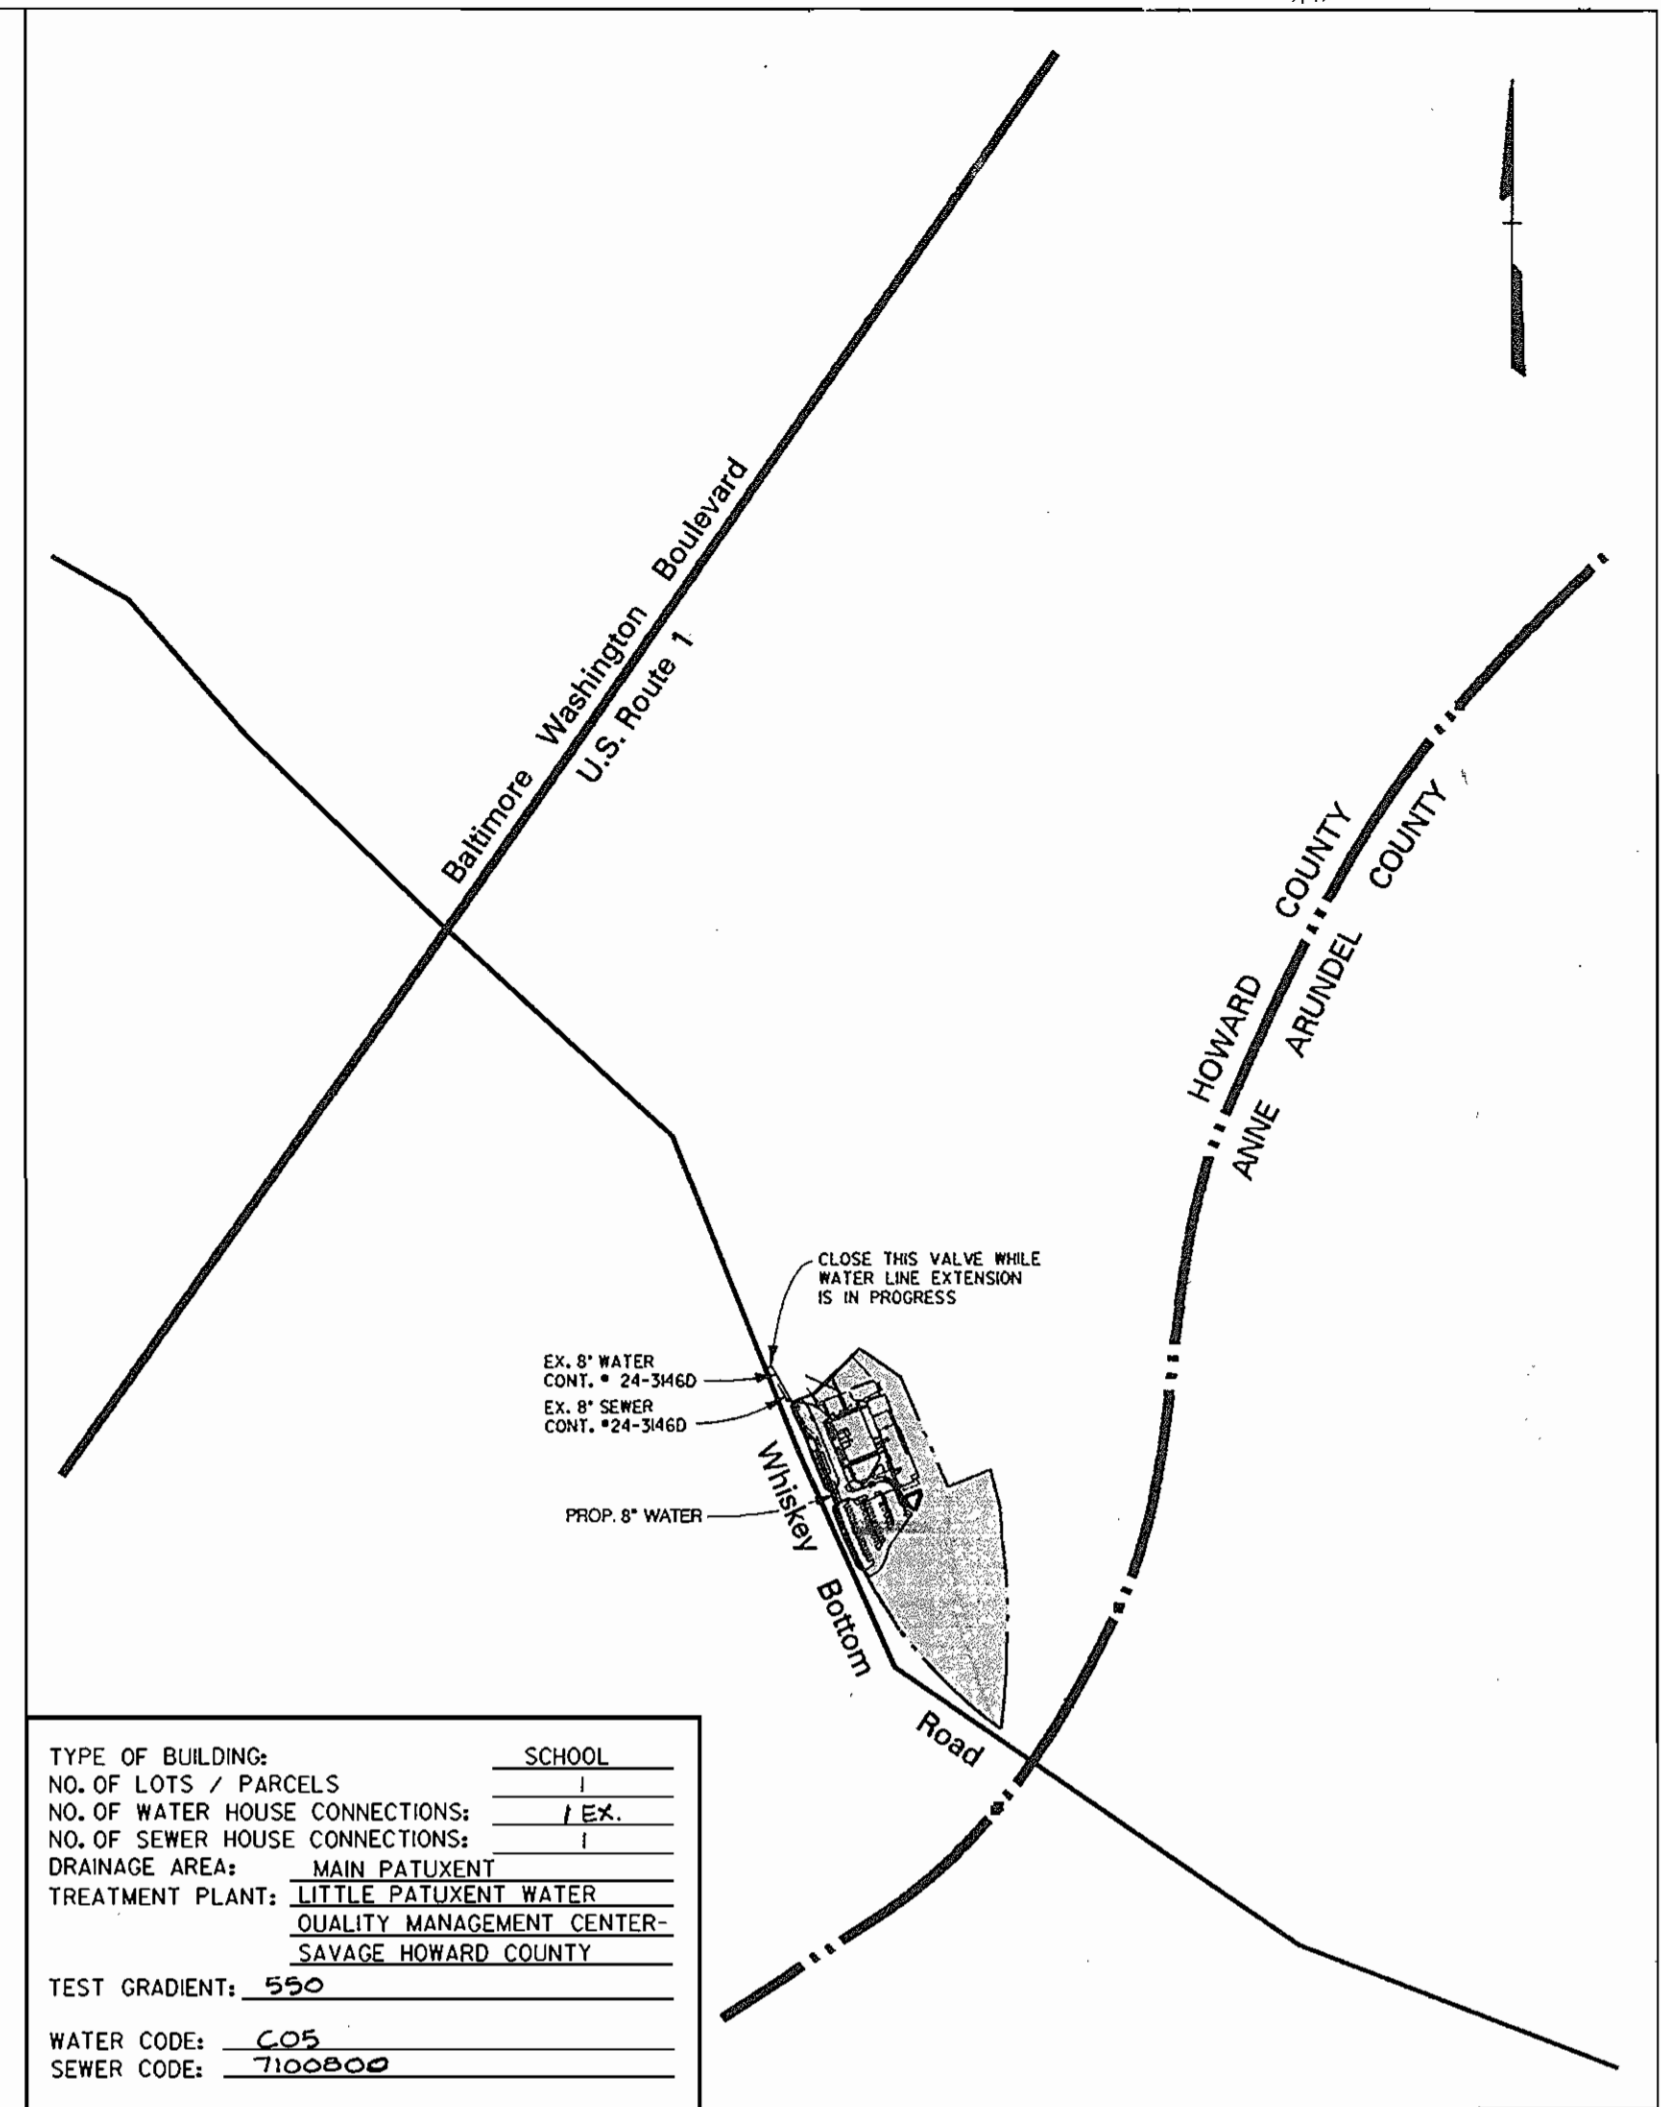 Baltimore Washington Boulevard
U.S. Route 1
HOWARD COUNTY
ANNE ARUNDEL COUNTY
CLOSE THIS VALVE WHILE
WATER LINE EXTENSION
IS IN PROGRESS
EX. 8" WATER
CONT. # 24-3146D
EX. 8" SEWER
CONT. #24-3146D
PROP. 8" WATER
Whiskey Bottom Road
TYPE OF BUILDING: SCHOOL
NO. OF LOTS / PARCELS 1
NO. OF WATER HOUSE CONNECTIONS: 1 EX.
NO. OF SEWER HOUSE CONNECTIONS: 1
DRAINAGE AREA: MAIN PATUXENT
TREATMENT PLANT: LITTLE PATUXENT WATER
QUALITY MANAGEMENT CENTER-
SAVAGE HOWARD COUNTY
TEST GRADIENT: 550
WATER CODE: C05
SEWER CODE: 7100800